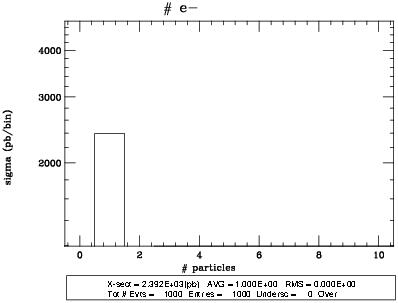 # e-
4000
3000
2000
sigma (pb/bin)
0 2 4 6 8 10
# particles
X-sect = 2.392E+03(pb) AVG = 1.000E+00 RMS = 0.000E+00
Tot # Evts = 1000 Entries = 1000 Undersc = 0 Over